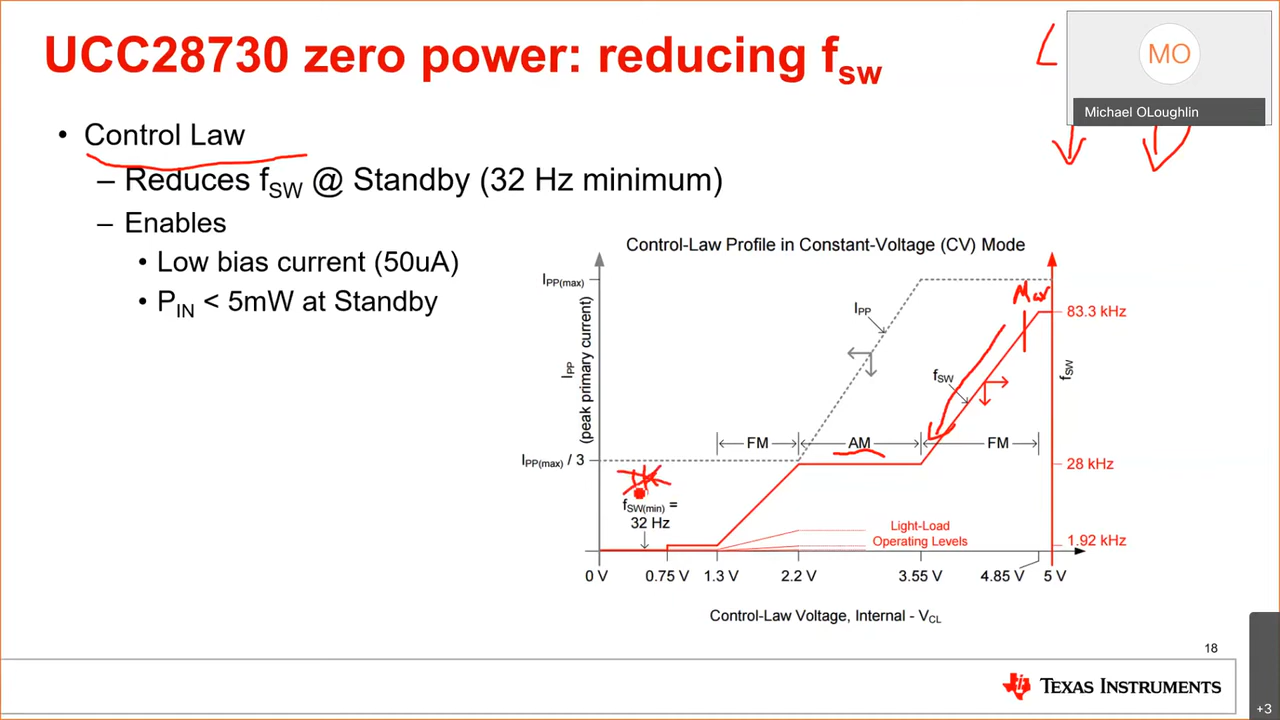 UCC28730 zero power: reducing fsw
MO
Michael OLoughlin
• Control Law
– Reduces fSW @ Standby (32 Hz minimum)
– Enables
• Low bias current (50uA)
• PIN < 5mW at Standby
Control-Law Profile in Constant-Voltage (CV) Mode
IPP(max)
IPP
Max
83.3 kHz
IPP
(peak primary current)
fSW
fSW
FM
AM
FM
IPP(max) / 3
28 kHz
fSW(min) =
32 Hz
Light-Load
Operating Levels
1.92 kHz
0 V
0.75 V
1.3 V
2.2 V
3.55 V
4.85 V
5 V
Control-Law Voltage, Internal - VCL
18
TEXAS INSTRUMENTS
+3